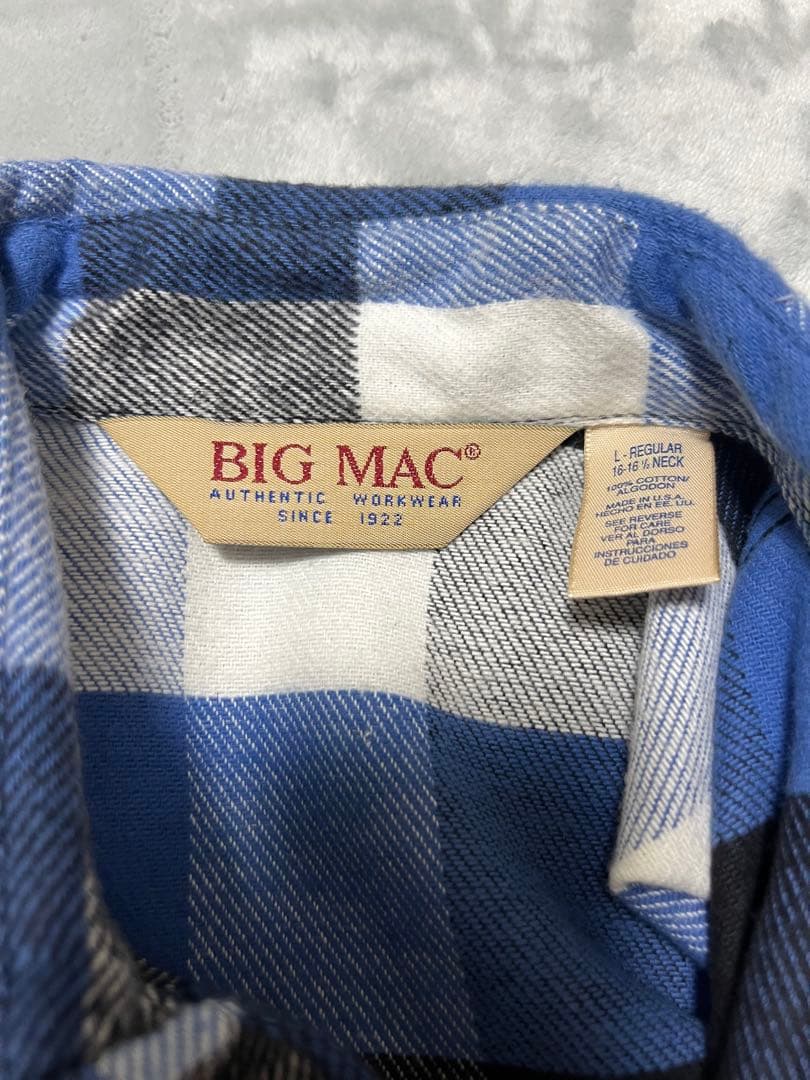 BIG MAC®
AUTHENTIC WORKWEAR
SINCE 1922
L - REGULAR
16-16 ½ NECK
100% COTTON/
ALGODON
MADE IN U.S.A.
HECHO EN EE. UU.
SEE REVERSE
FOR CARE
VER AL DORSO
PARA
INSTRUCCIONES
DE CUIDADO